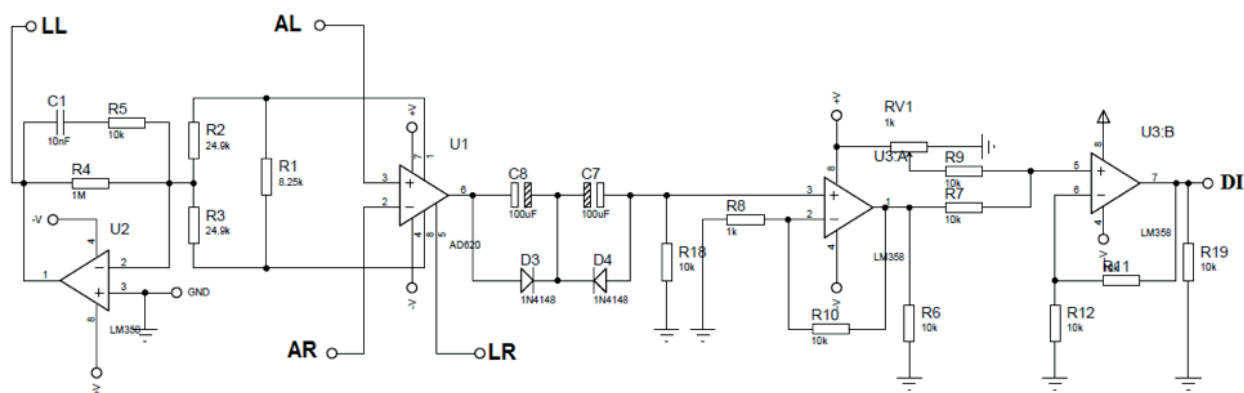 LL
AL
C1
10nF
R5
10k
R4
1M
-V
U2
4
1
2
3
8
LM358
GND
R2
24.9k
R3
24.9k
R1
8.25k
+V
7
1
U1
3
2
6
4
8
5
-V
AD620
AR
LR
C8
100uF
C7
100uF
D3
1N4148
D4
1N4148
R18
10k
R8
1k
+V
8
3
2
1
4
-V
U3:A
LM358
R10
10k
RV1
1k
R9
10k
R7
10k
R6
10k
U3:B
8
5
6
7
4
-V
LM358
DI
R11
R12
10k
R19
10k